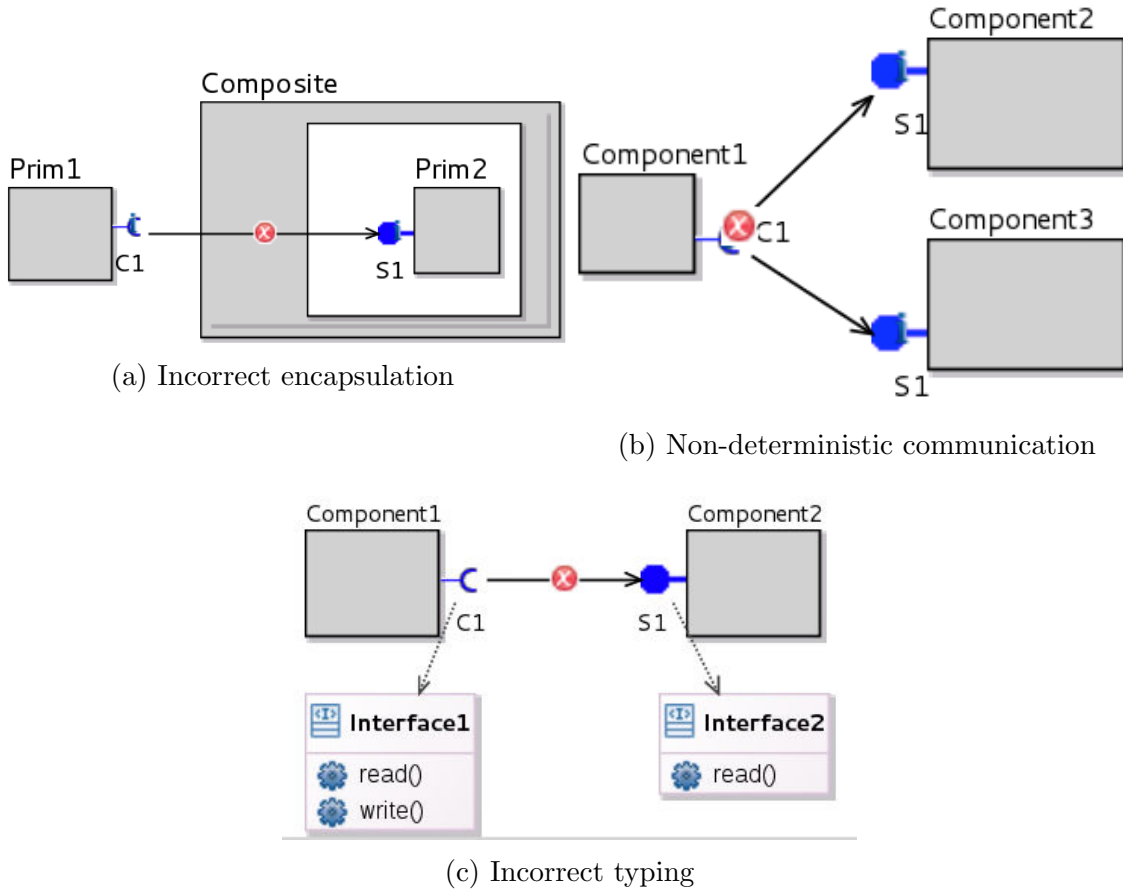 Composite
Prim1
Prim2
C1
S1
(a) Incorrect encapsulation
Component2
S1
Component1
C1
Component3
S1
(b) Non-deterministic communication
Component1
Component2
C1
S1
Interface1
read()
write()
Interface2
read()
(c) Incorrect typing